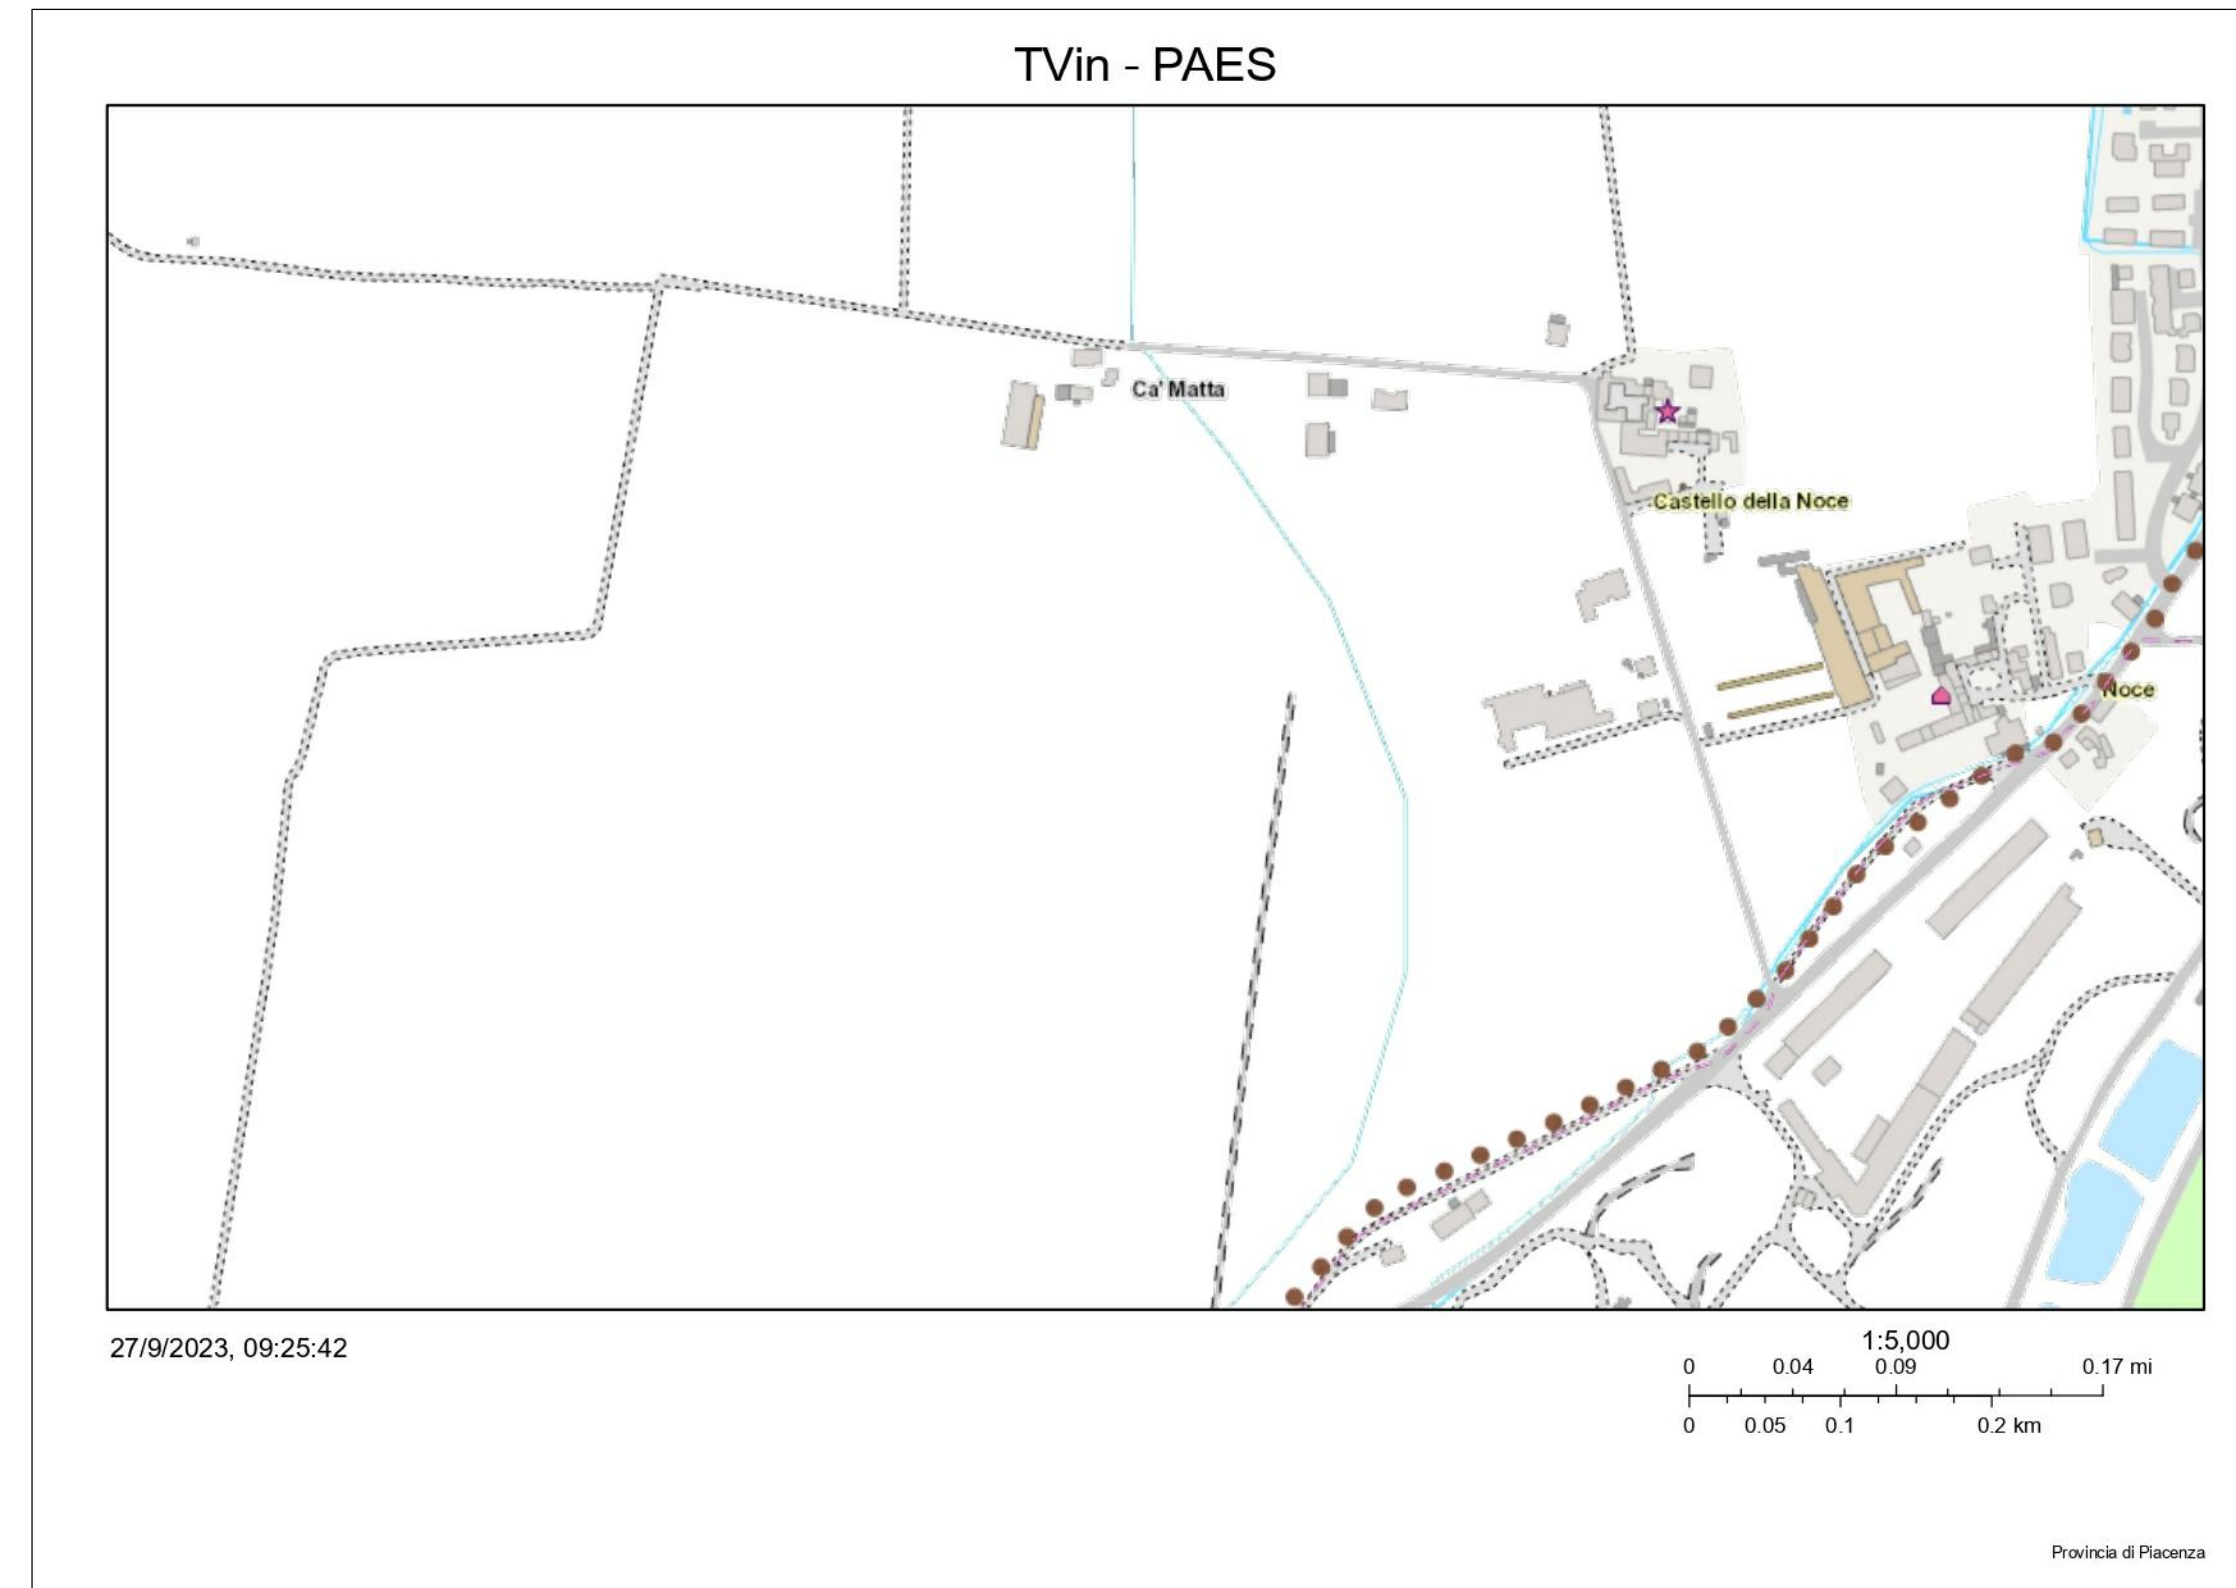 TVin - PAES
Ca' Matta
Castello della Noce
Noce
27/9/2023, 09:25:42
1:5,000
0 0.04 0.09 0.17 mi
0 0.05 0.1 0.2 km
Provincia di Piacenza